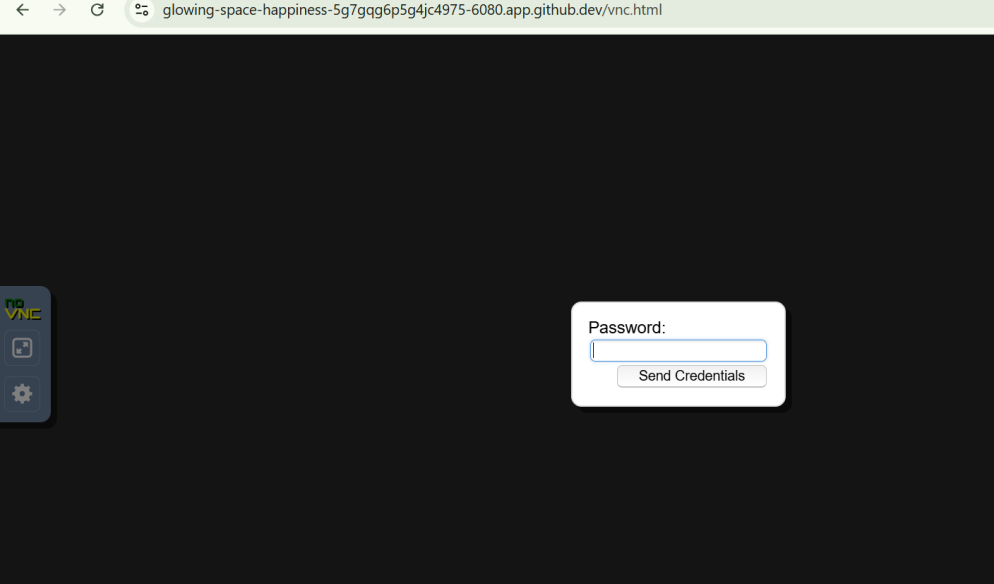 glowing-space-happiness-5g7gqg6p5g4jc4975-6080.app.github.dev/vnc.html
no
VNC
Password:
Send Credentials